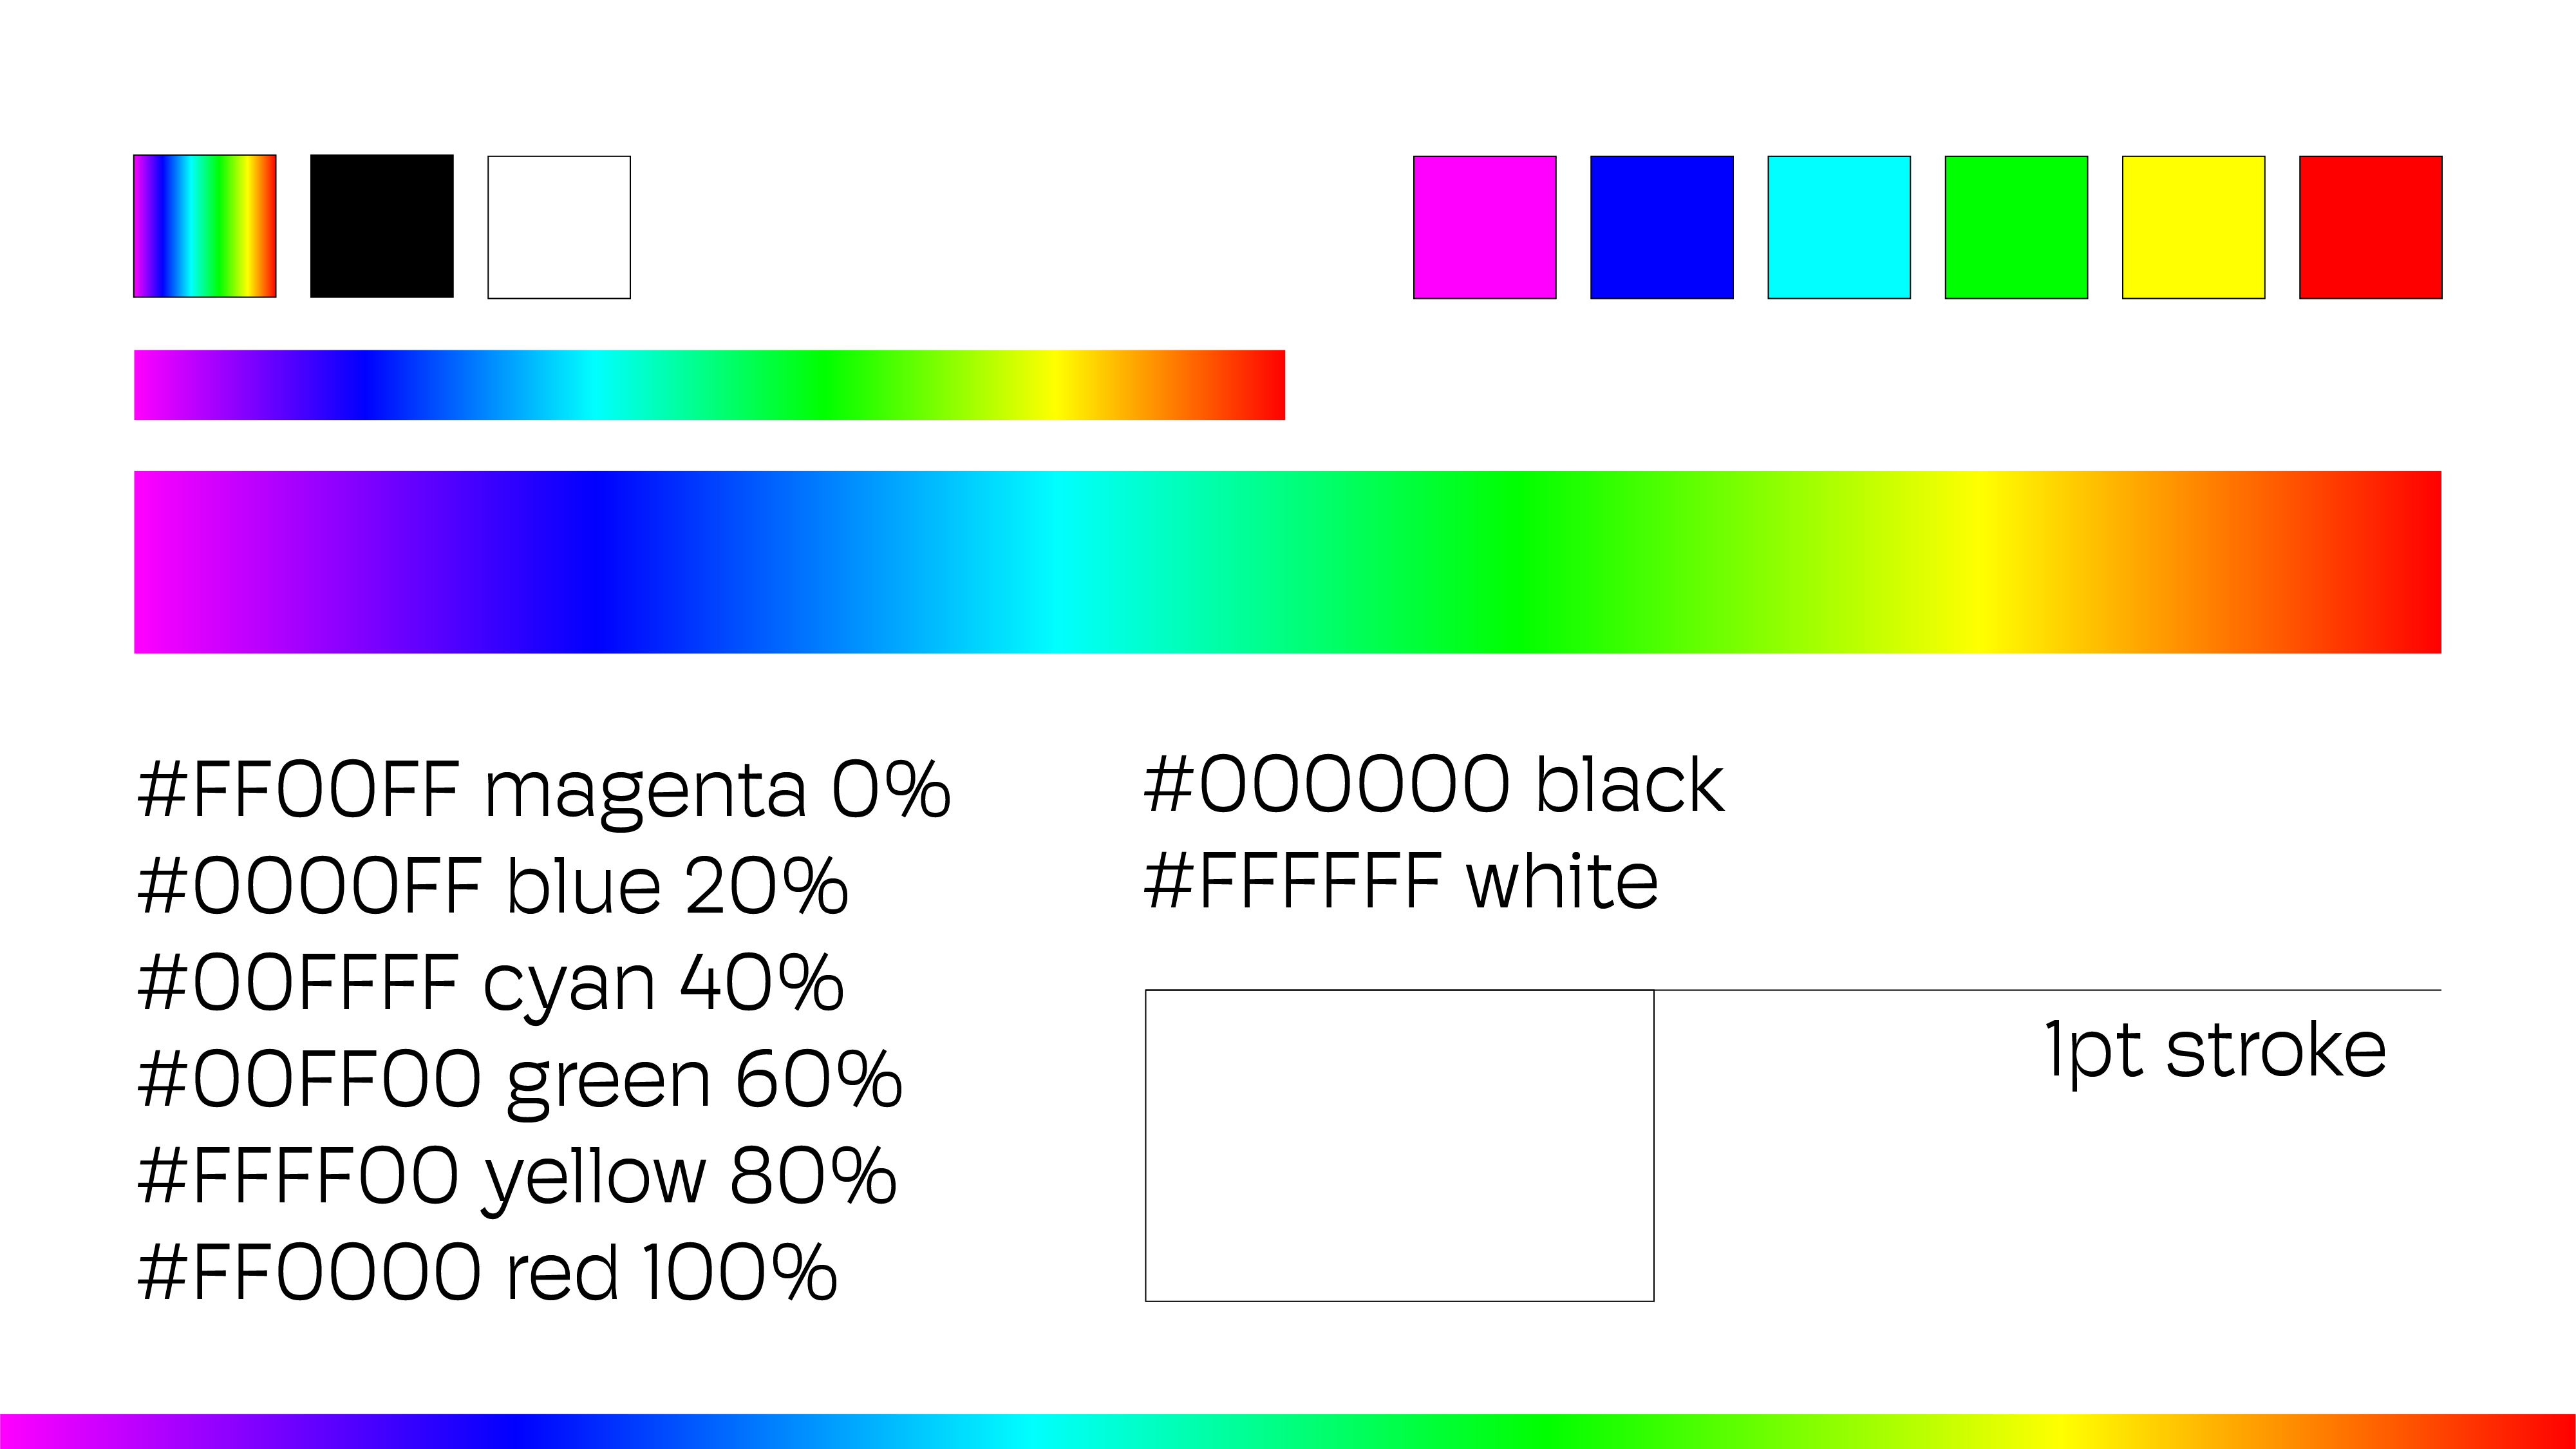 #FF00FF magenta 0%
#0000FF blue 20%
#00FFFF cyan 40%
#00FF00 green 60%
#FFFF00 yellow 80%
#FF0000 red 100%
#000000 black
#FFFFFF white
1pt stroke